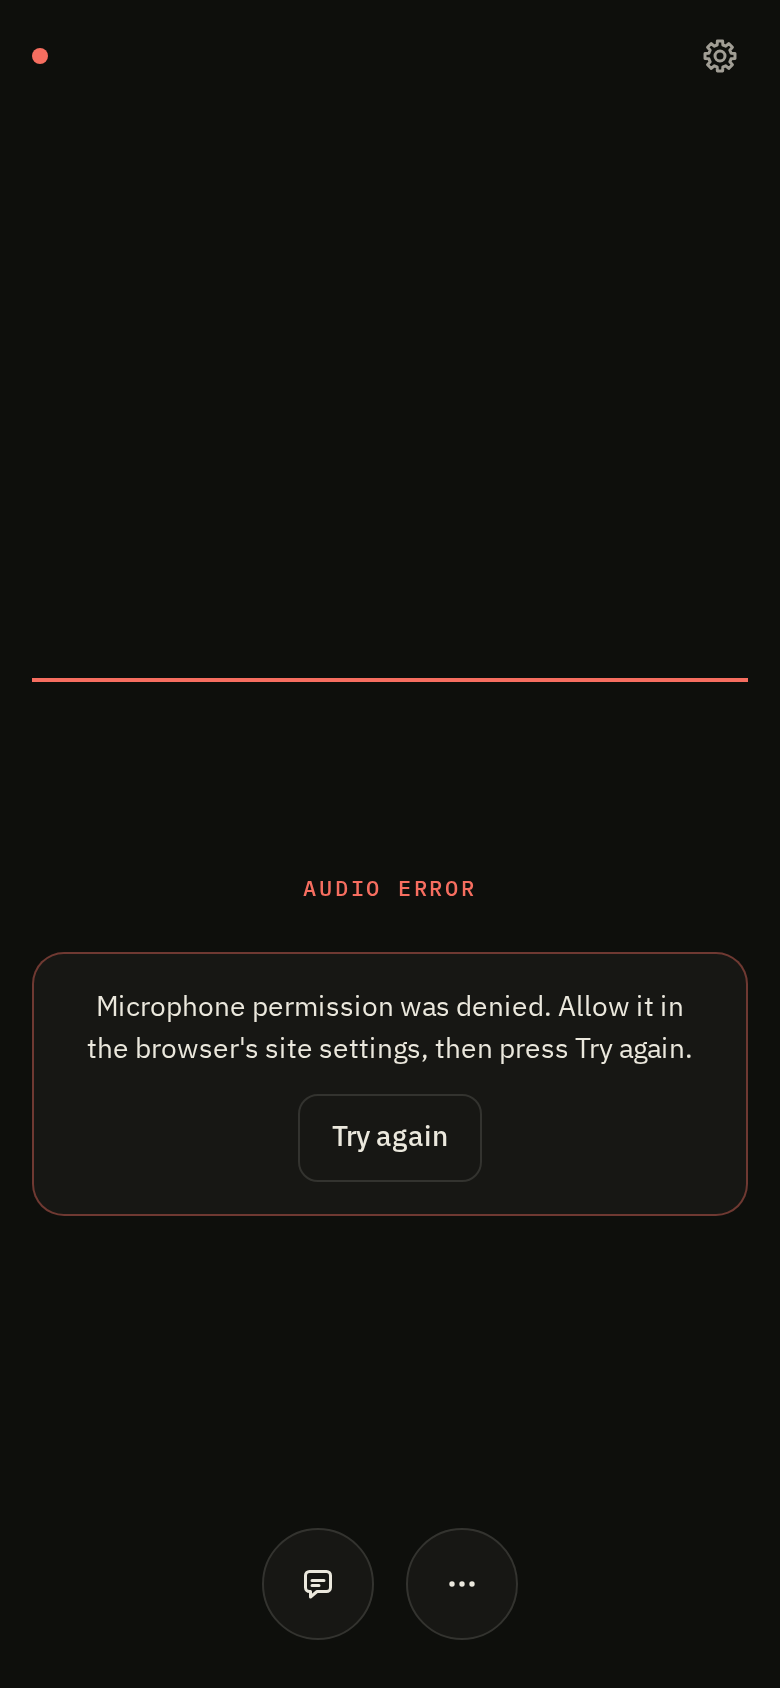 AUDIO ERROR
Microphone permission was denied. Allow it in
the browser's site settings, then press Try again.
Try again